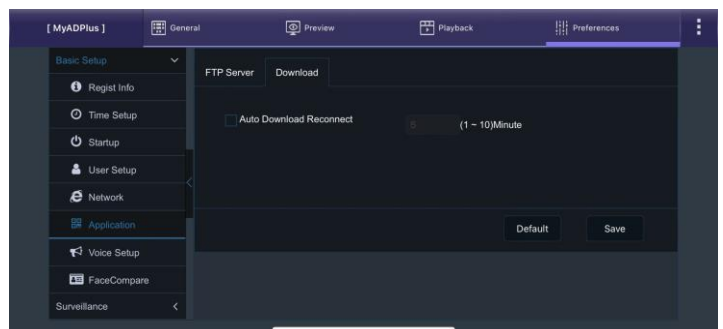 [ MyADPlus ] General Preview Playback Preferences
Basic Setup
FTP Server Download
Regist Info
Time Setup
Auto Download Reconnect 5 (1 ~ 10)Minute
Startup
User Setup
Network
Application
Default Save
Voice Setup
FaceCompare
Surveillance